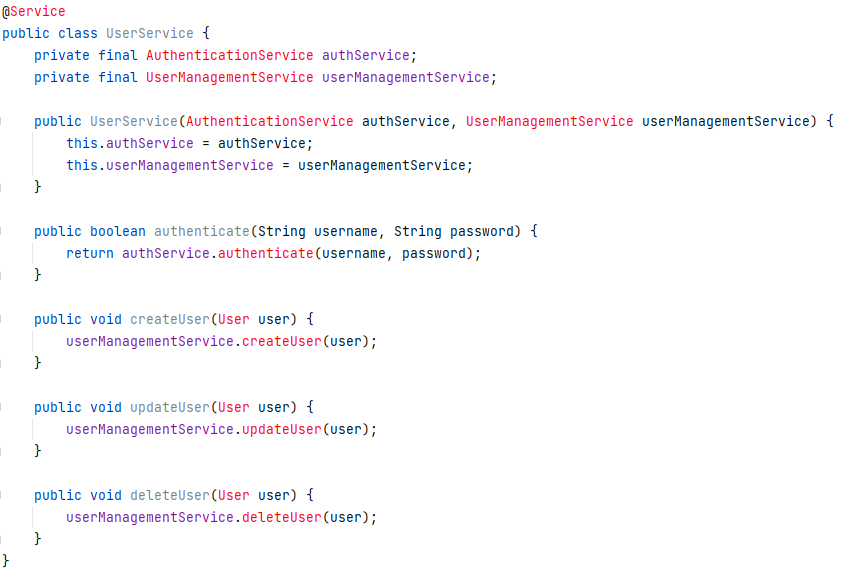 @Service
public class UserService {
    private final AuthenticationService authService;
    private final UserManagementService userManagementService;

    public UserService(AuthenticationService authService, UserManagementService userManagementService) {
        this.authService = authService;
        this.userManagementService = userManagementService;
    }

    public boolean authenticate(String username, String password) {
        return authService.authenticate(username, password);
    }

    public void createUser(User user) {
        userManagementService.createUser(user);
    }

    public void updateUser(User user) {
        userManagementService.updateUser(user);
    }

    public void deleteUser(User user) {
        userManagementService.deleteUser(user);
    }
}